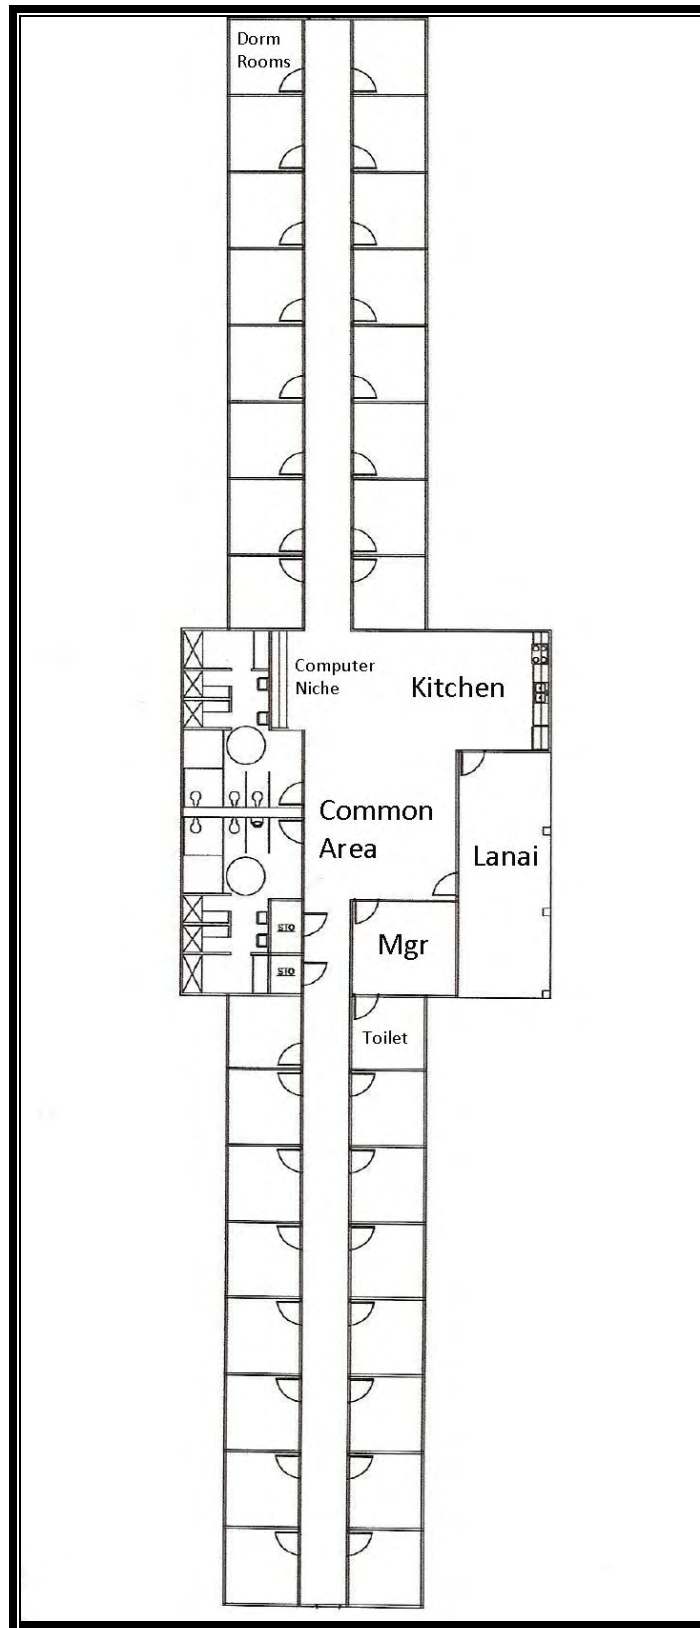 Dorm
Rooms
Computer
Niche
Kitchen
Common
Area
Lanai
STO
Mgr
STO
Toilet